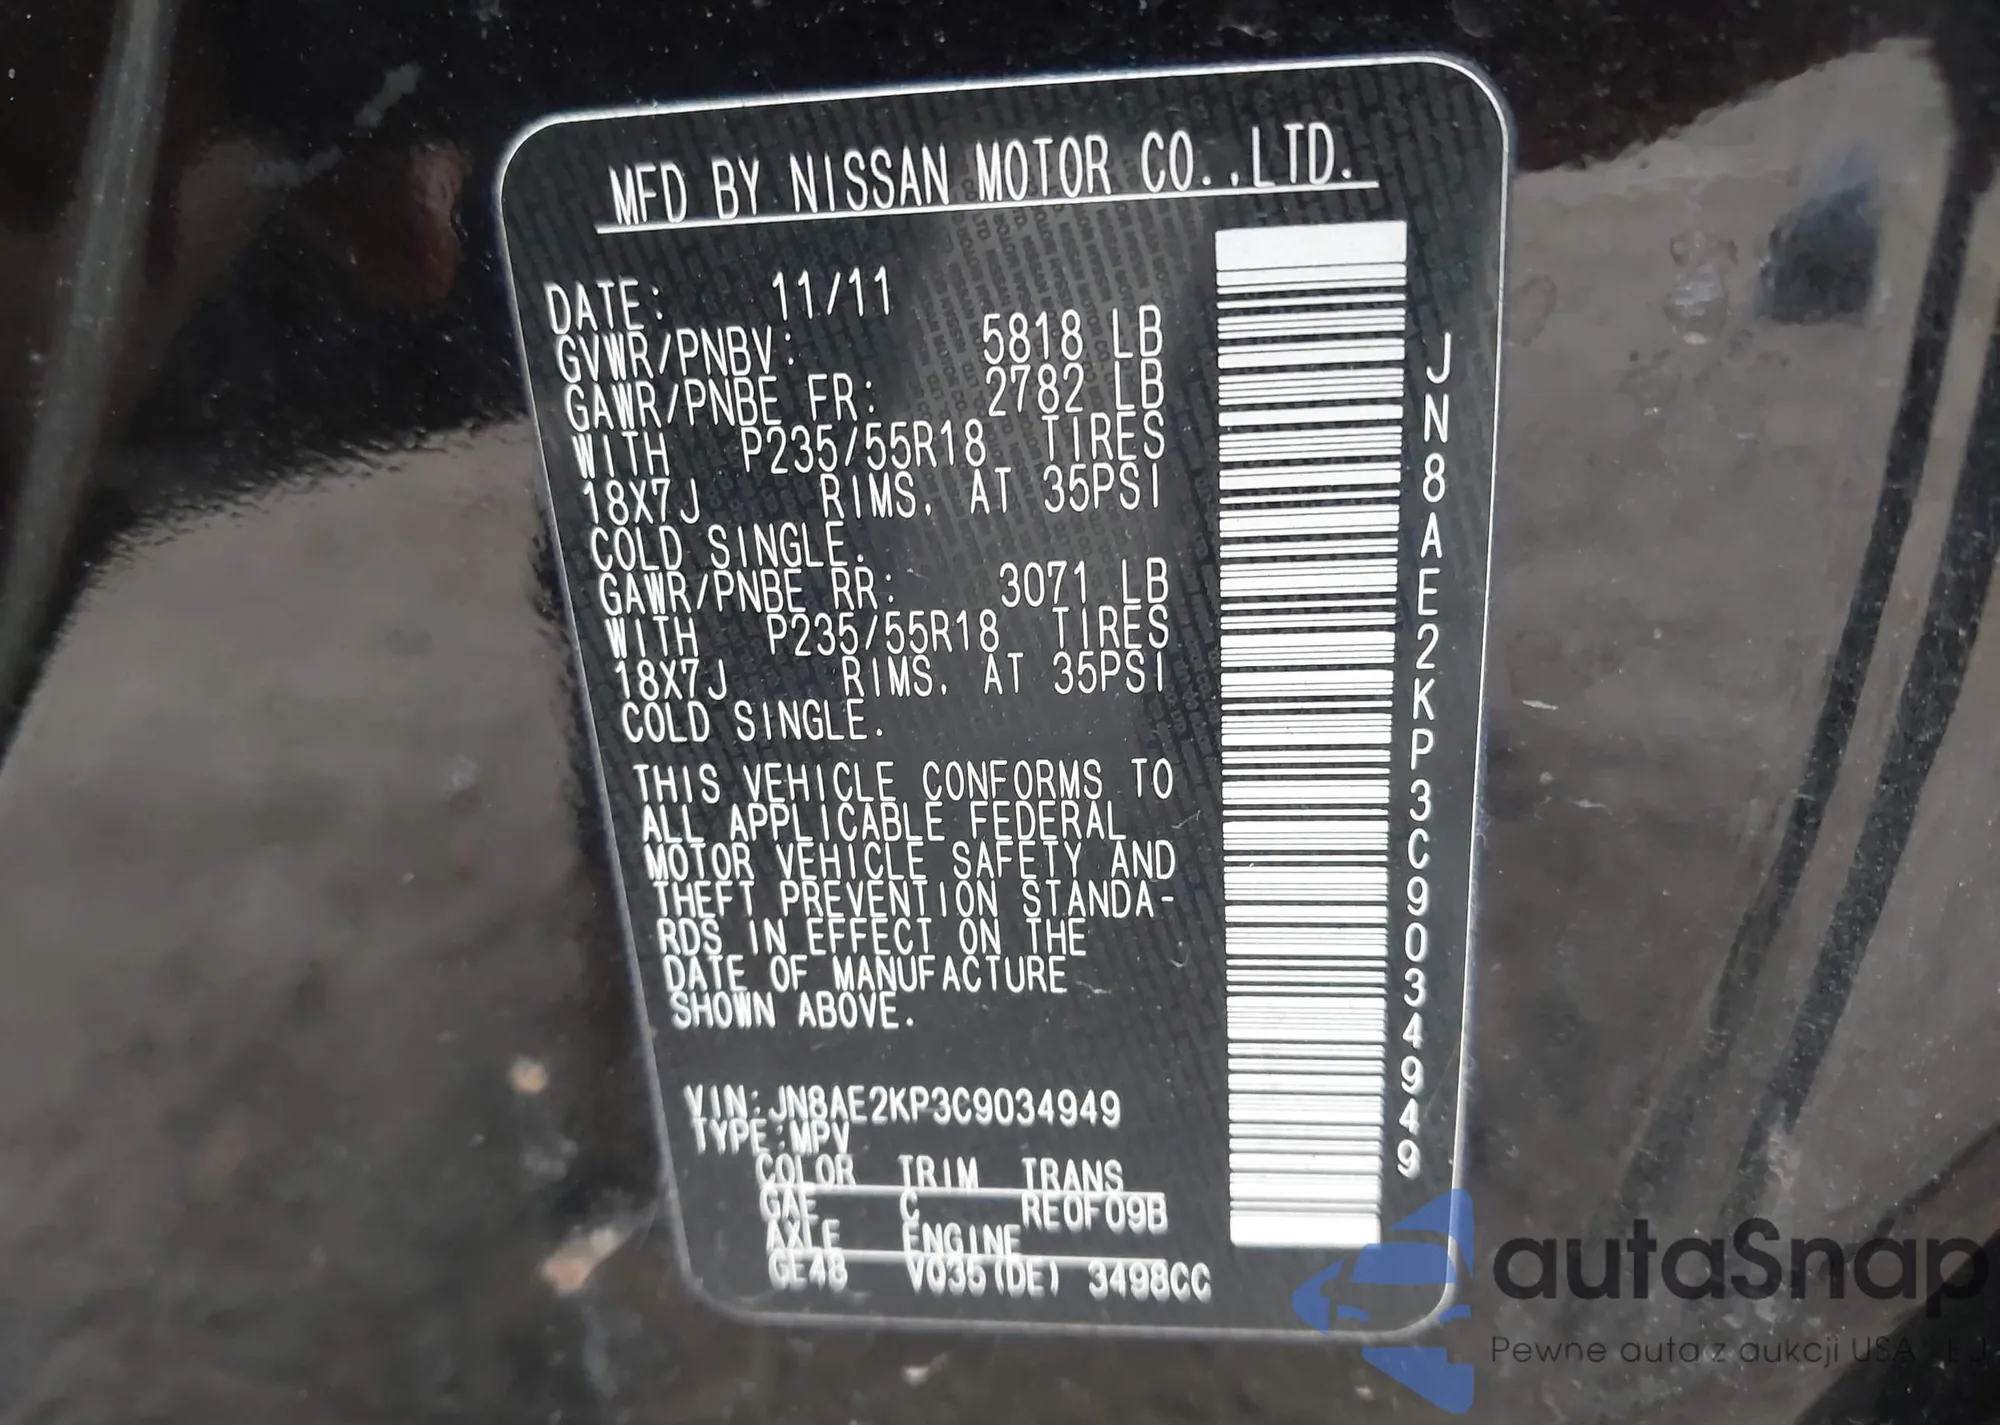 MFD BY NISSAN MOTOR CO.,LTD.
DATE: 11/11
GVWR/PNBV: 5818 LB
GAWR/PNBE FR: 2782 LB
WITH P235/55R18 TIRES
18X7J RIMS. AT 35PSI
COLD SINGLE.
GAWR/PNBE RR: 3071 LB
WITH P235/55R18 TIRES
18X7J RIMS. AT 35PSI
COLD SINGLE.
THIS VEHICLE CONFORMS TO
ALL APPLICABLE FEDERAL
MOTOR VEHICLE SAFETY AND
THEFT PREVENTION STANDA-
RDS IN EFFECT ON THE
DATE OF MANUFACTURE
SHOWN ABOVE.
VIN:JN8AE2KP3C9034949
TYPE:MPV
COLOR TRIM TRANS
GAE C RE0F09B
AXLE ENGINE
GE48 VQ35(DE) 3498CC
JN8AE2KP3C9034949
autaSnap
Pewne auta z aukcji USA